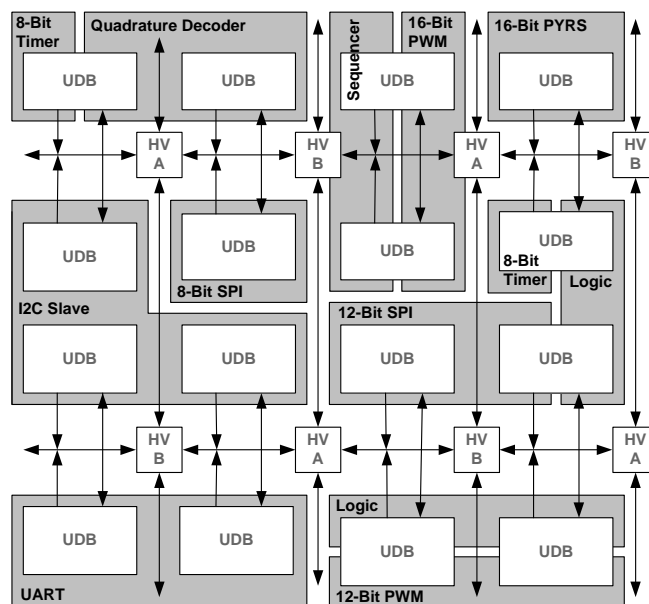 8-Bit
Timer
Quadrature Decoder
Sequencer
16-Bit
PWM
16-Bit PYRS
UDB
UDB
UDB
UDB
UDB
HV
A
HV
B
HV
A
HV
B
UDB
UDB
UDB
UDB
8-Bit SPI
8-Bit
Timer
Logic
I2C Slave
12-Bit SPI
UDB
UDB
UDB
UDB
HV
B
HV
A
HV
B
HV
A
Logic
UDB
UDB
UDB
UDB
UART
12-Bit PWM